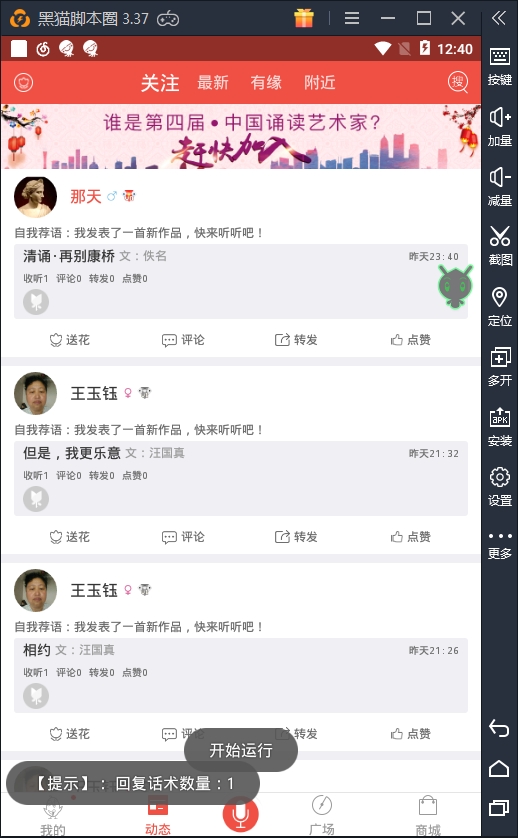 黑猫脚本圈 3.37
12:40
关注 最新 有缘 附近 搜
谁是第四届•中国诵读艺术家?
赶快加入
那天
自我荐语：我发表了一首新作品，快来听听吧！
清诵·再别康桥 文：佚名 昨天23:40
收听1 评论0 转发0 点赞0
送花 评论 转发 点赞
王玉钰
自我荐语：我发表了一首新作品，快来听听吧！
但是，我更乐意 文：汪国真 昨天21:32
收听1 评论0 转发0 点赞0
送花 评论 转发 点赞
王玉钰
自我荐语：我发表了一首新作品，快来听听吧！
相约 文：汪国真 昨天21:26
收听1 评论0 转发0 点赞0
送花 评论 转发 点赞
开始运行
【提示】：回复话术数量：1
我的 动态 广场 商城
按键
加量
减量
截图
定位
多开
APK
安装
设置
更多